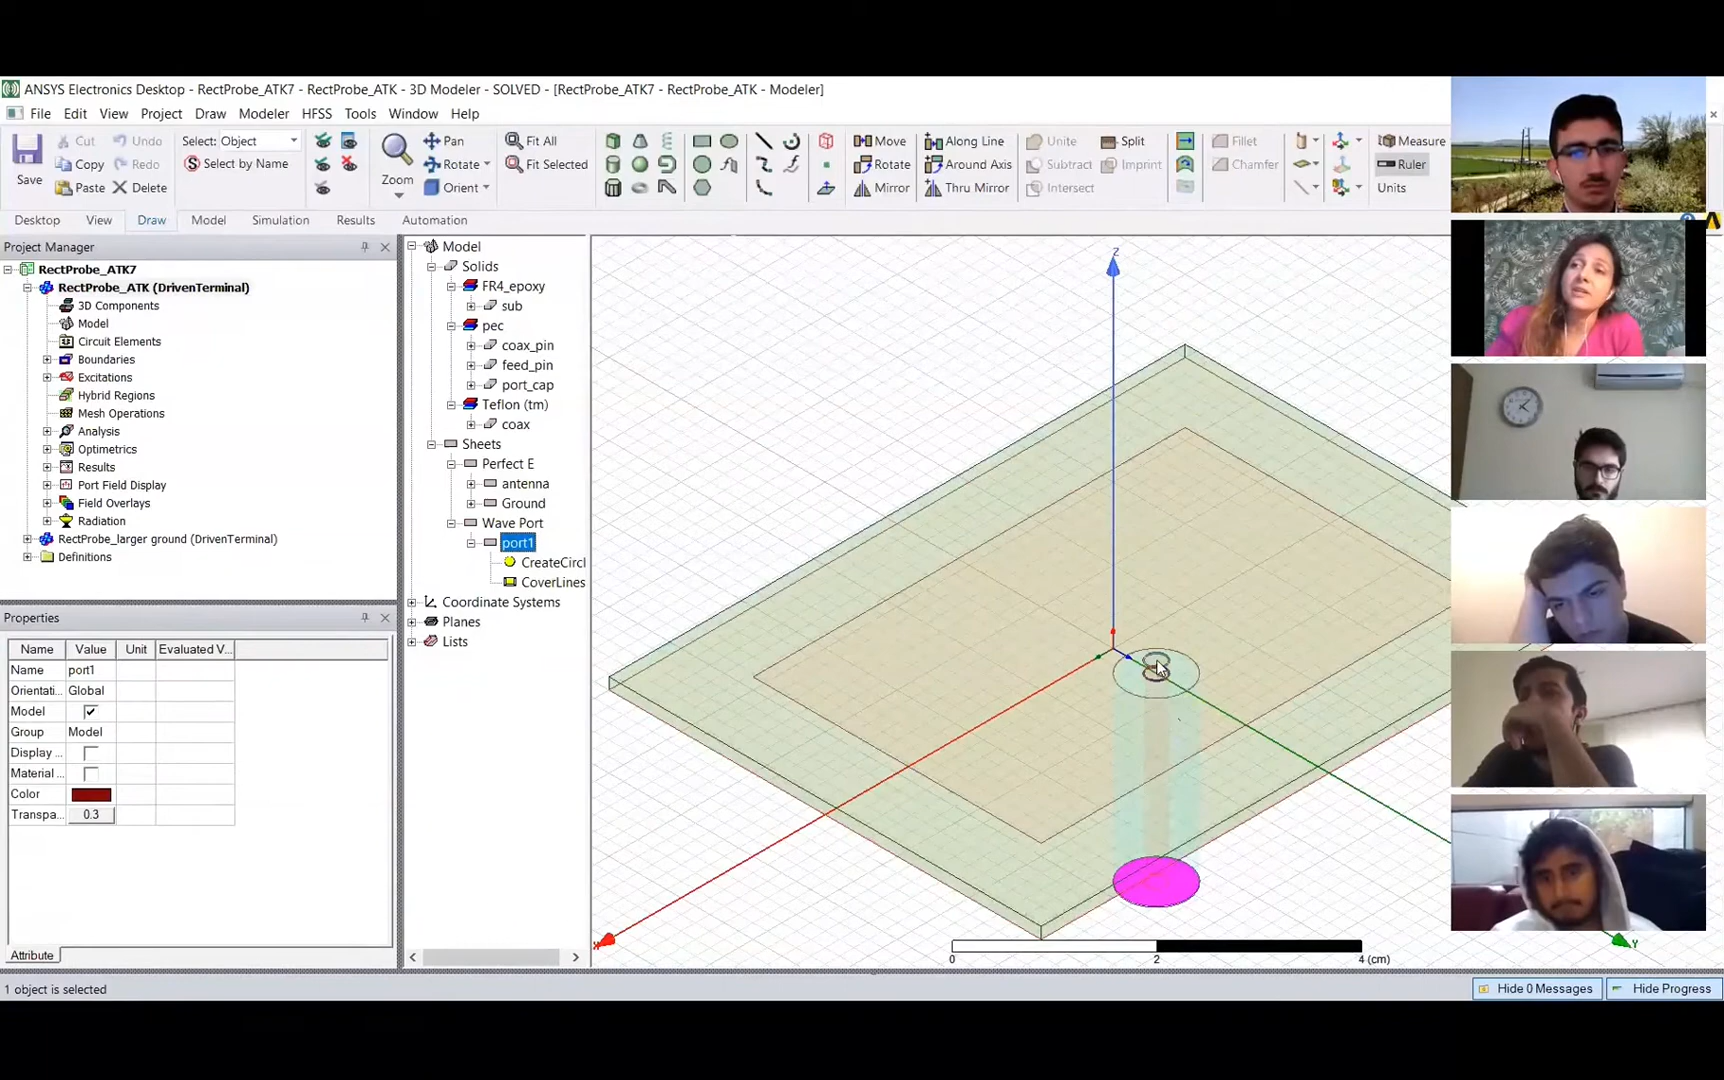 ANSYS Electronics Desktop - RectProbe_ATK7 - RectProbe_ATK - 3D Modeler - SOLVED - [RectProbe_ATK7 - RectProbe_ATK - Modeler]
File Edit View Project Draw Modeler HFSS Tools Window Help
Save
Cut
Copy
Paste
Undo
Redo
Delete
Select: Object
Select by Name
Zoom
Pan
Rotate
Orient
Fit All
Fit Selected
Move
Rotate
Mirror
Along Line
Around Axis
Thru Mirror
Unite
Subtract
Intersect
Split
Imprint
Fillet
Chamfer
Measure
Ruler
Units
Desktop View Draw Model Simulation Results Automation
Project Manager
RectProbe_ATK7
RectProbe_ATK (DrivenTerminal)
3D Components
Model
Circuit Elements
Boundaries
Excitations
Hybrid Regions
Mesh Operations
Analysis
Optimetrics
Results
Port Field Display
Field Overlays
Radiation
RectProbe_larger ground (DrivenTerminal)
Definitions
Properties
Name Value Unit Evaluated V...
Name port1
Orientati... Global
Model
Group Model
Display ...
Material ...
Color
Transpa... 0.3
Attribute
Model
Solids
FR4_epoxy
sub
pec
coax_pin
feed_pin
port_cap
Teflon (tm)
coax
Sheets
Perfect E
antenna
Ground
Wave Port
port1
CreateCircl
CoverLines
Coordinate Systems
Planes
Lists
Z
Y
0 2 4 (cm)
1 object is selected
Hide 0 Messages
Hide Progress